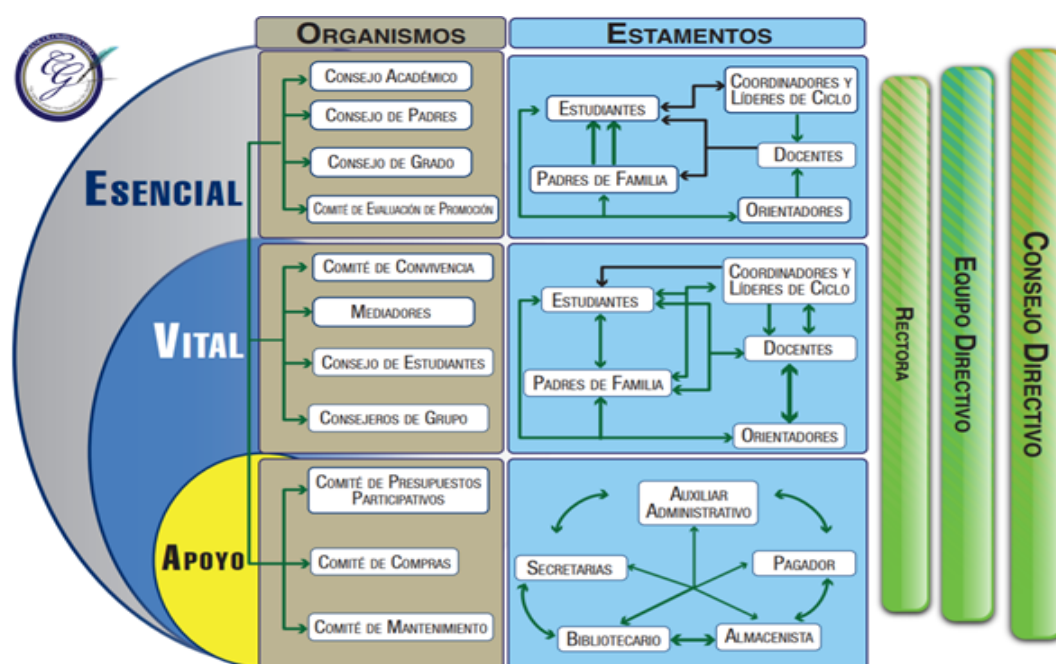 ORGANISMOS
ESTAMENTOS
ESENCIAL
CONSEJO ACADÉMICO
CONSEJO DE PADRES
CONSEJO DE GRADO
COMITÉ DE EVALUACIÓN DE PROMOCIÓN
ESTUDIANTES
COORDINADORES Y
LÍDERES DE CICLO
DOCENTES
PADRES DE FAMILIA
ORIENTADORES
VITAL
COMITÉ DE CONVIVENCIA
MEDIADORES
CONSEJO DE ESTUDIANTES
CONSEJEROS DE GRUPO
COORDINADORES Y
LÍDERES DE CICLO
ESTUDIANTES
DOCENTES
PADRES DE FAMILIA
ORIENTADORES
APOYO
COMITÉ DE PRESUPUESTOS
PARTICIPATIVOS
COMITÉ DE COMPRAS
COMITÉ DE MANTENIMIENTO
AUXILIAR
ADMINISTRATIVO
SECRETARIAS
PAGADOR
BIBLIOTECARIO
ALMACENISTA
RECTORA
EQUIPO DIRECTIVO
CONSEJO DIRECTIVO